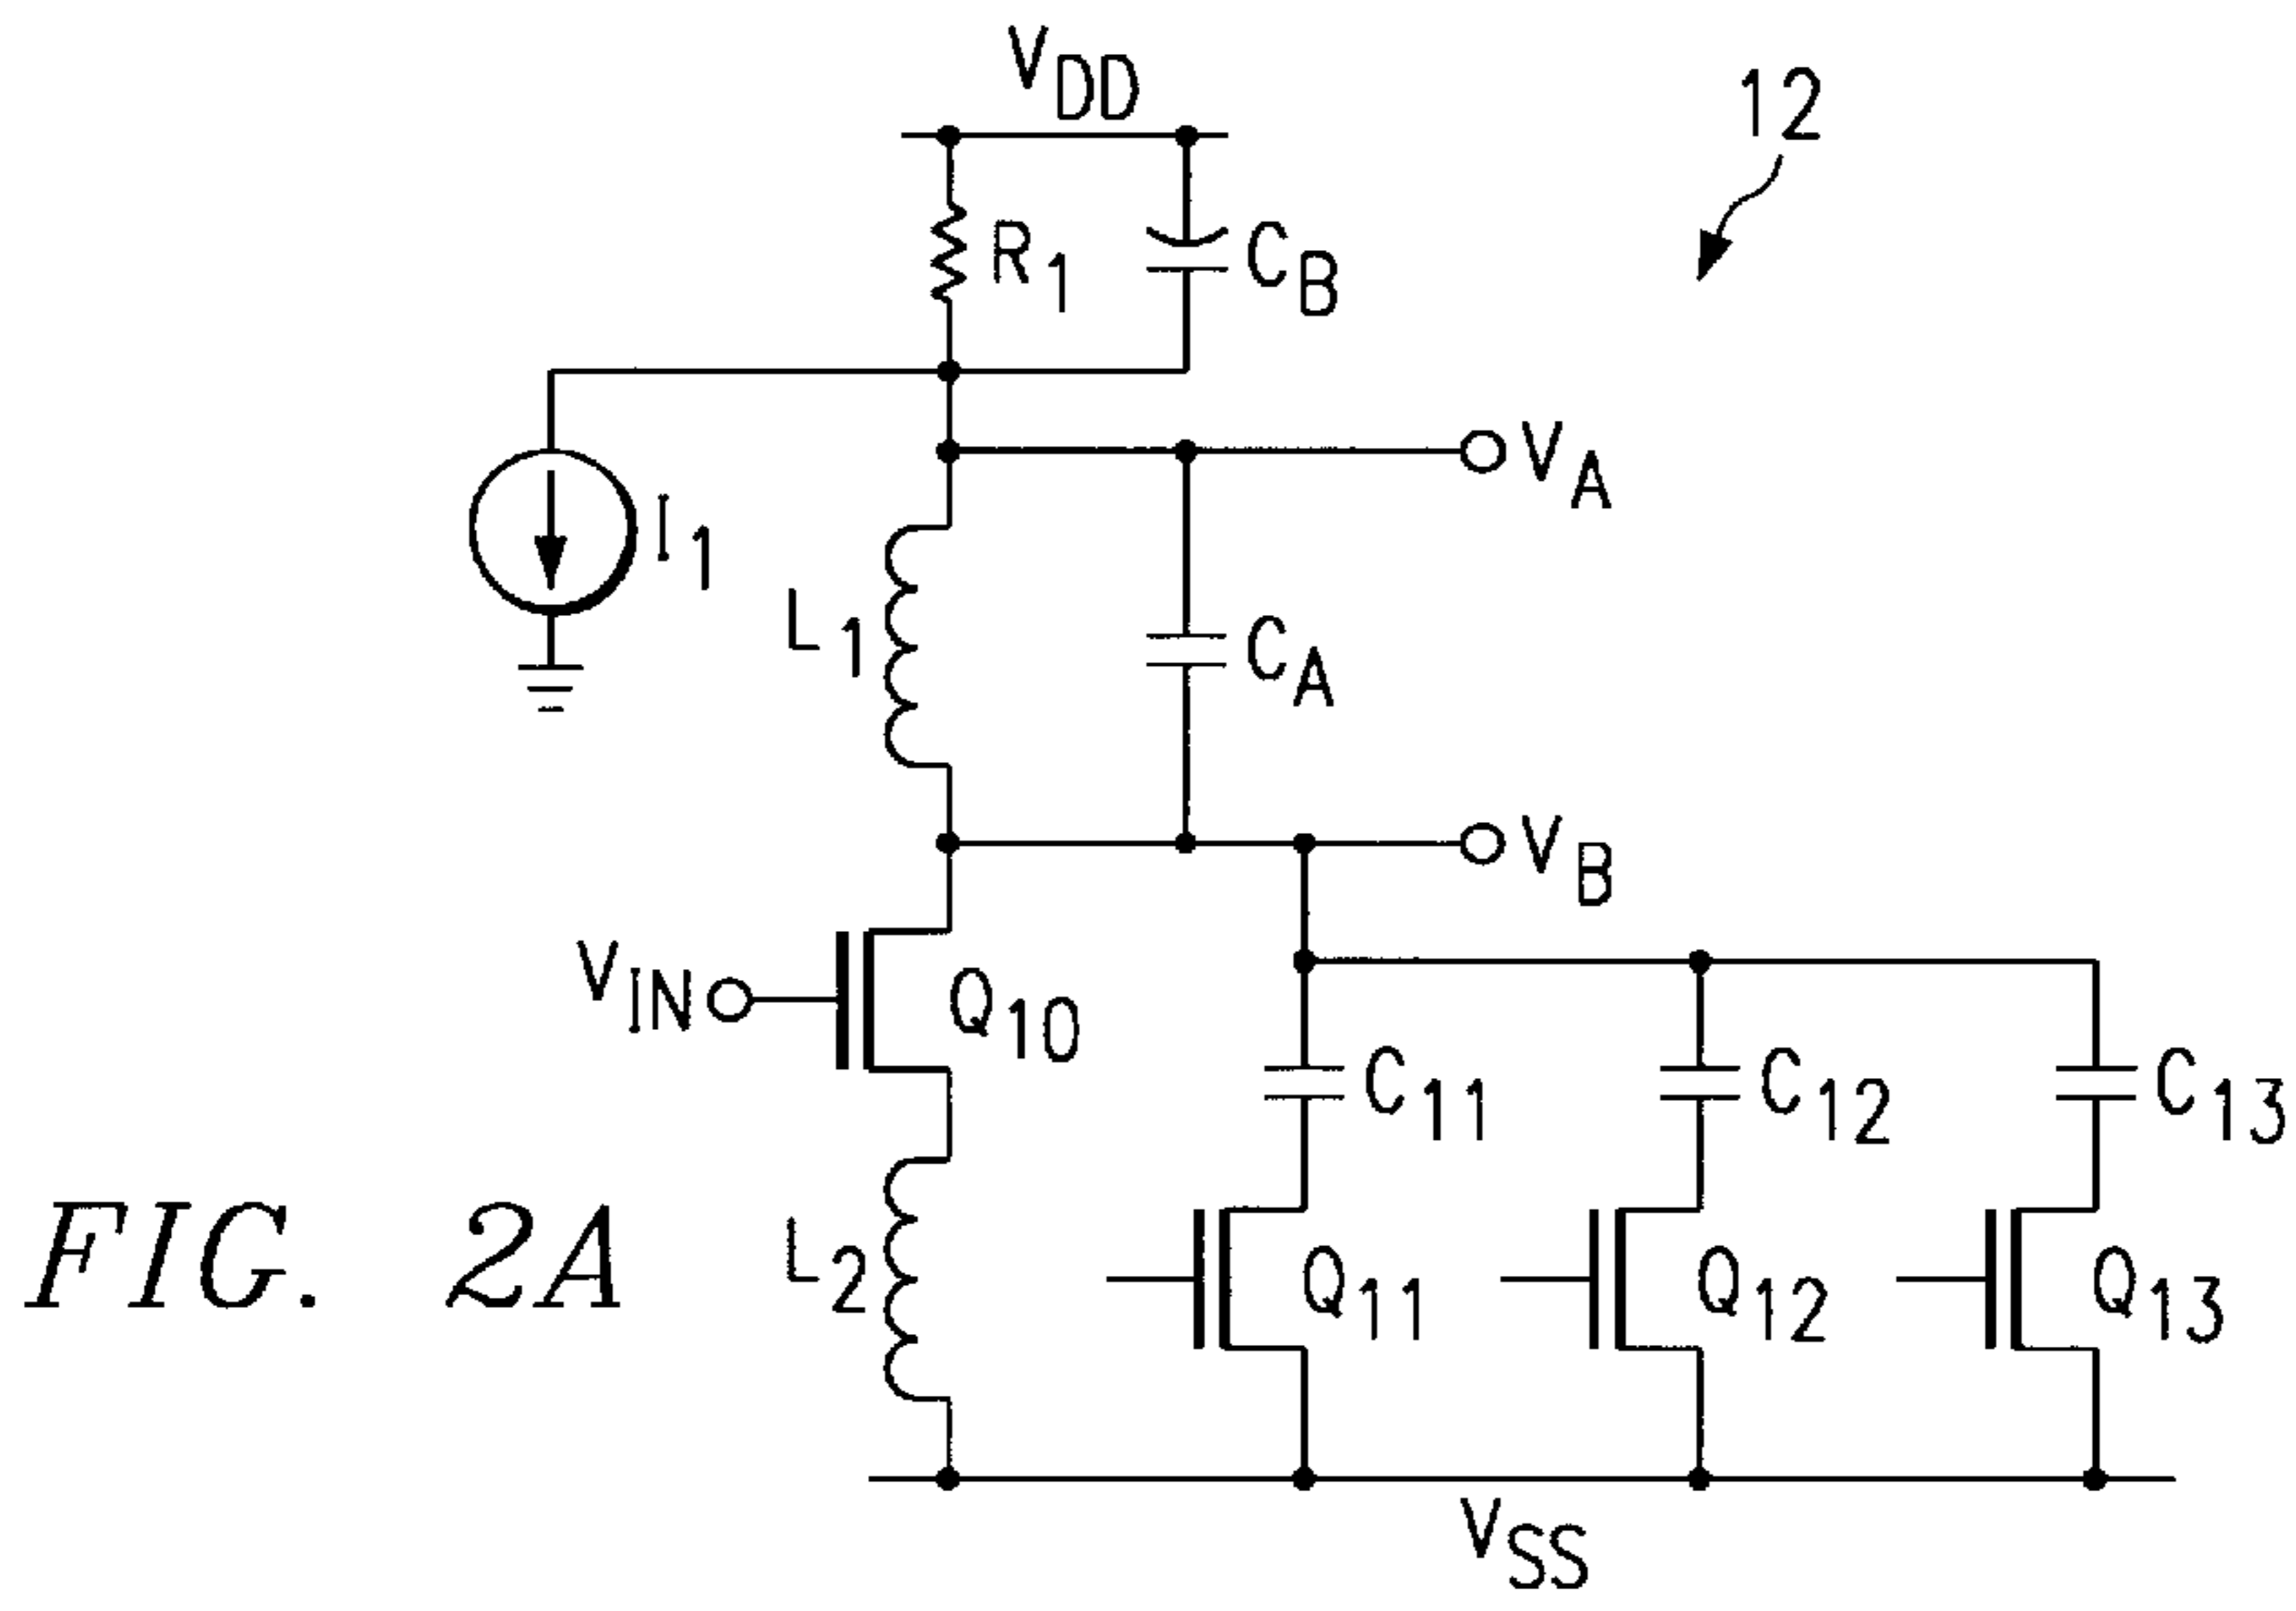 VDD
12
R1
CB
VA
I1
L1
CA
VB
VIN
Q10
C11
C12
C13
L2
Q11
Q12
Q13
FIG. 2A
VSS